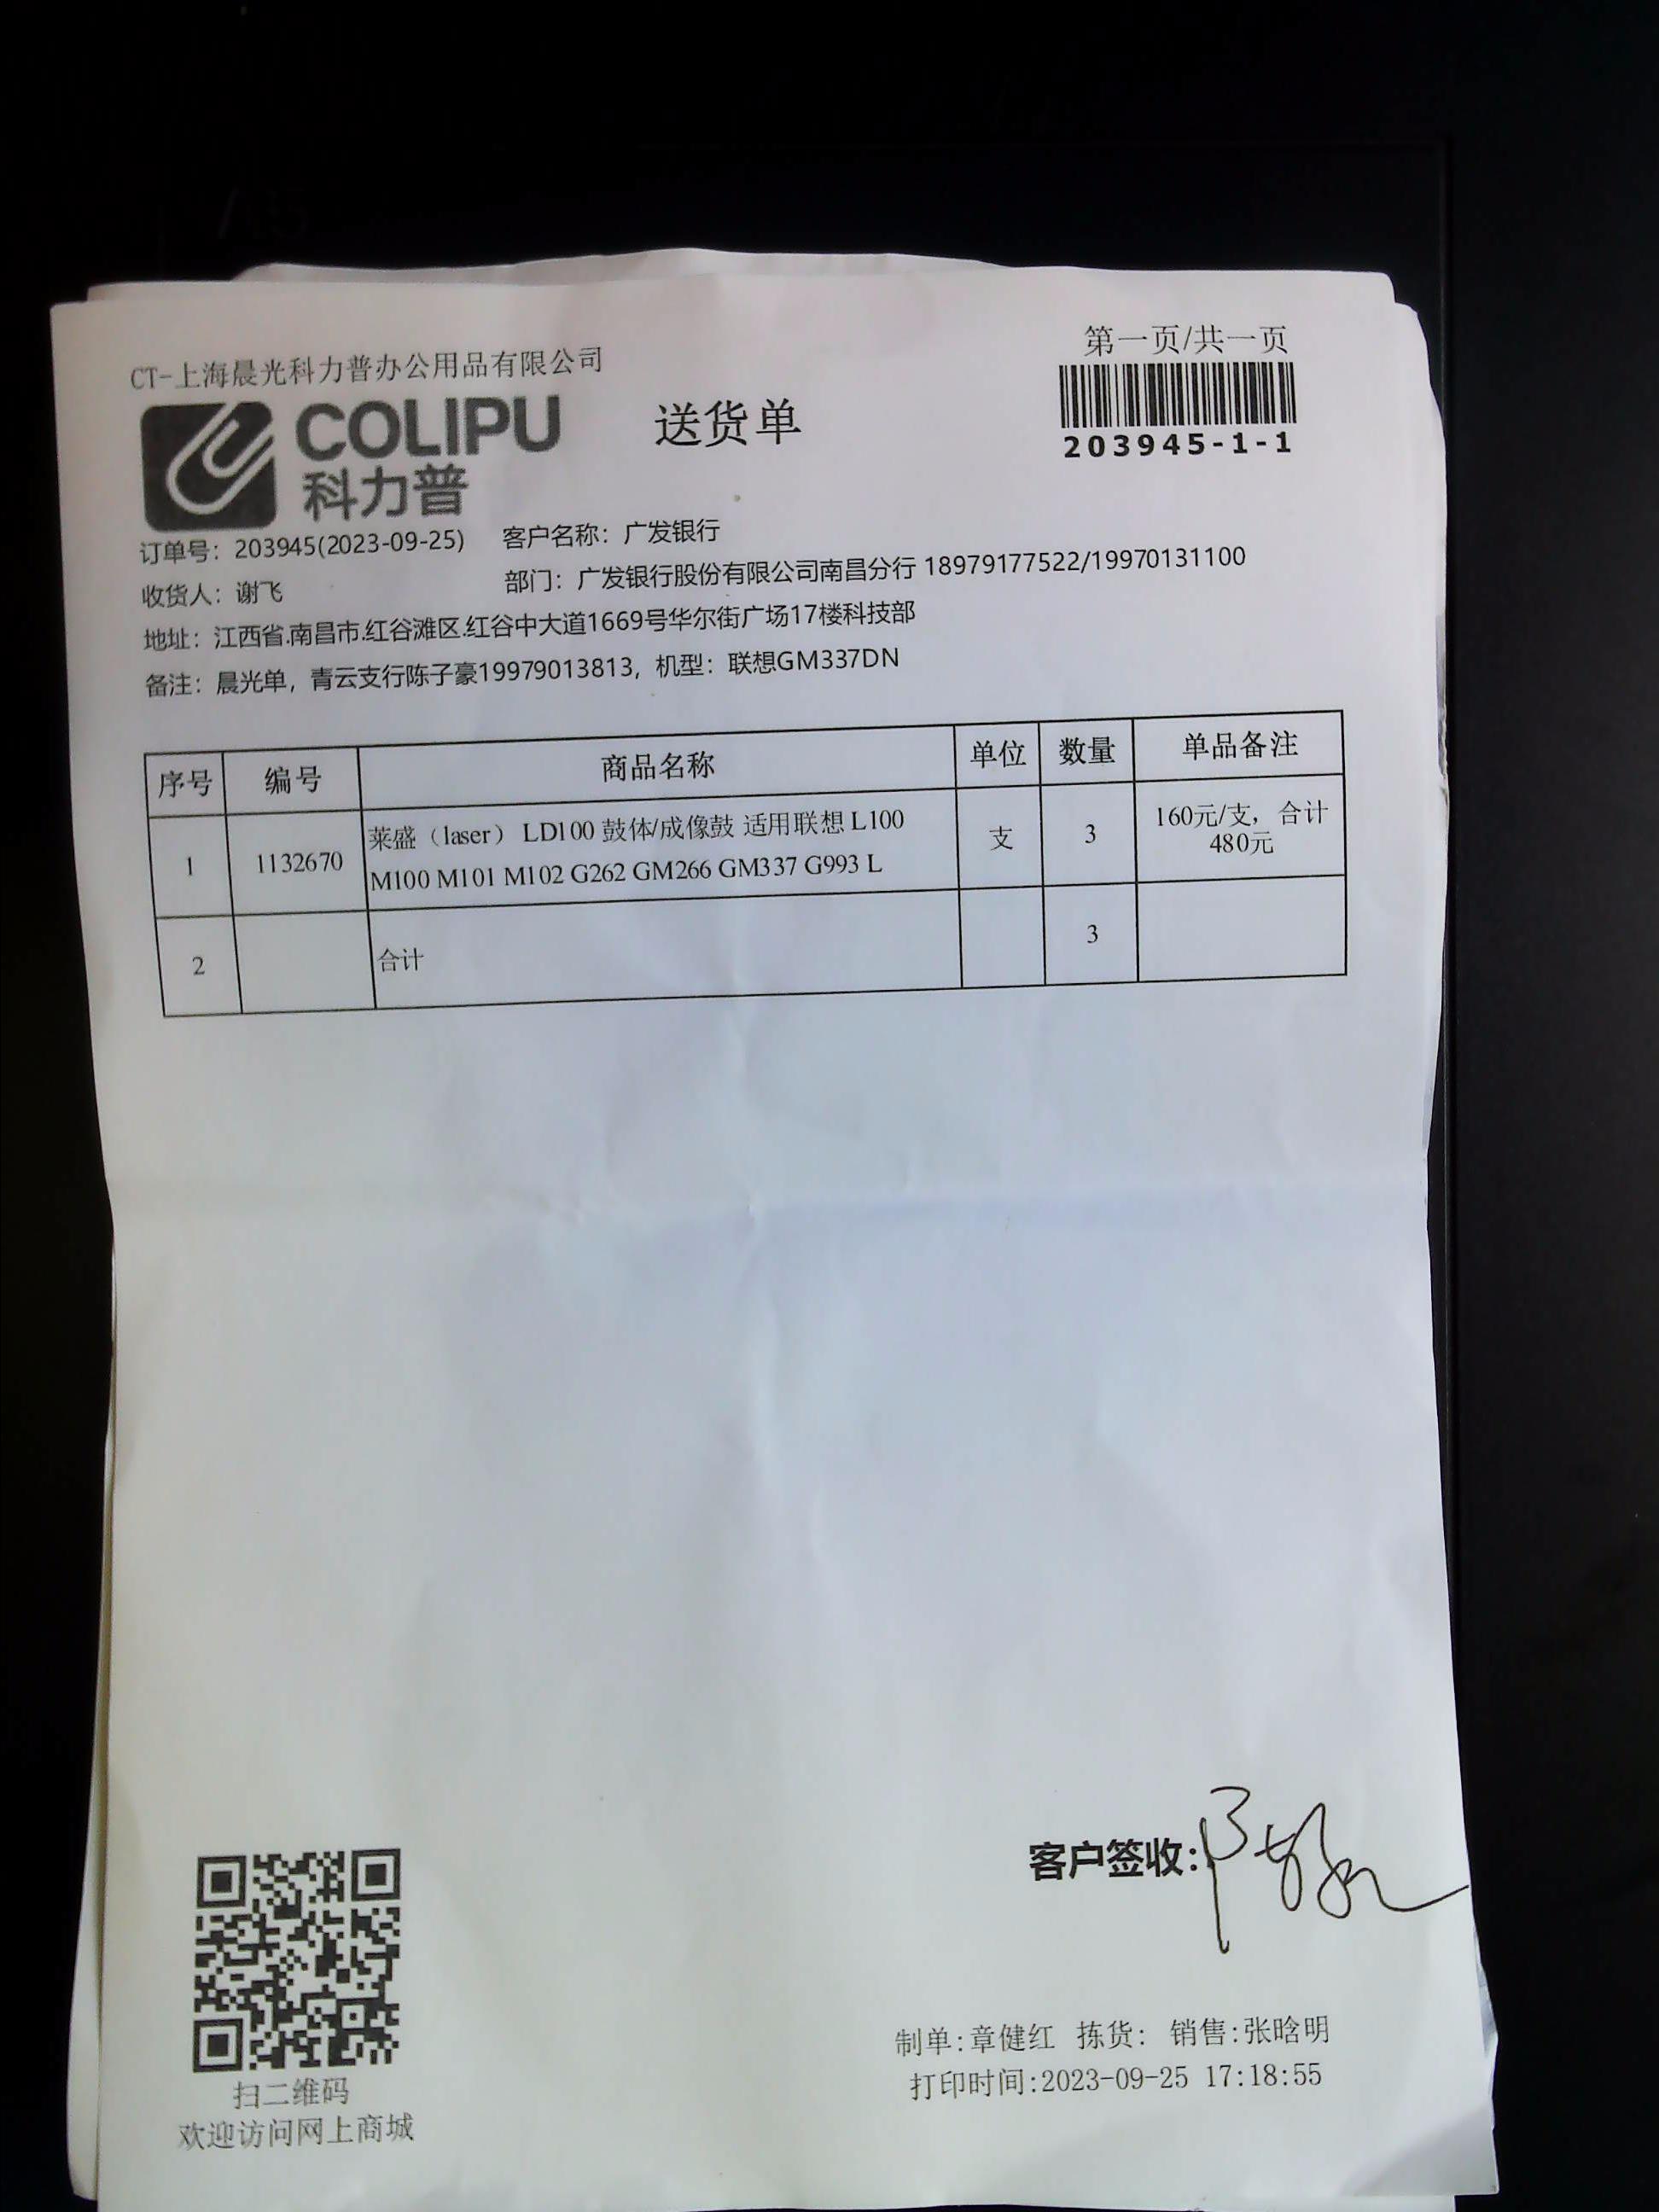 第一页/共一页
CT-上海晨光科力普办公用品有限公司
COLIPU
科力普
送货单
203945-1-1
订单号：203945(2023-09-25) 客户名称：广发银行
收货人：谢飞 部门：广发银行股份有限公司南昌分行 18979177522/19970131100
地址：江西省.南昌市.红谷滩区.红谷中大道1669号华尔街广场17楼科技部
备注：晨光单，青云支行陈子豪19979013813，机型：联想GM337DN
序号 编号 商品名称 单位 数量 单品备注
1 1132670 莱盛（laser） LD100 鼓体/成像鼓 适用联想 L100 支 3 160元/支，合计
M100 M101 M102 G262 GM266 GM337 G993 L 480元
2 合计 3
客户签收:
制单:章健红 拣货: 销售:张晗明
打印时间:2023-09-25 17:18:55
扫二维码
欢迎访问网上商城